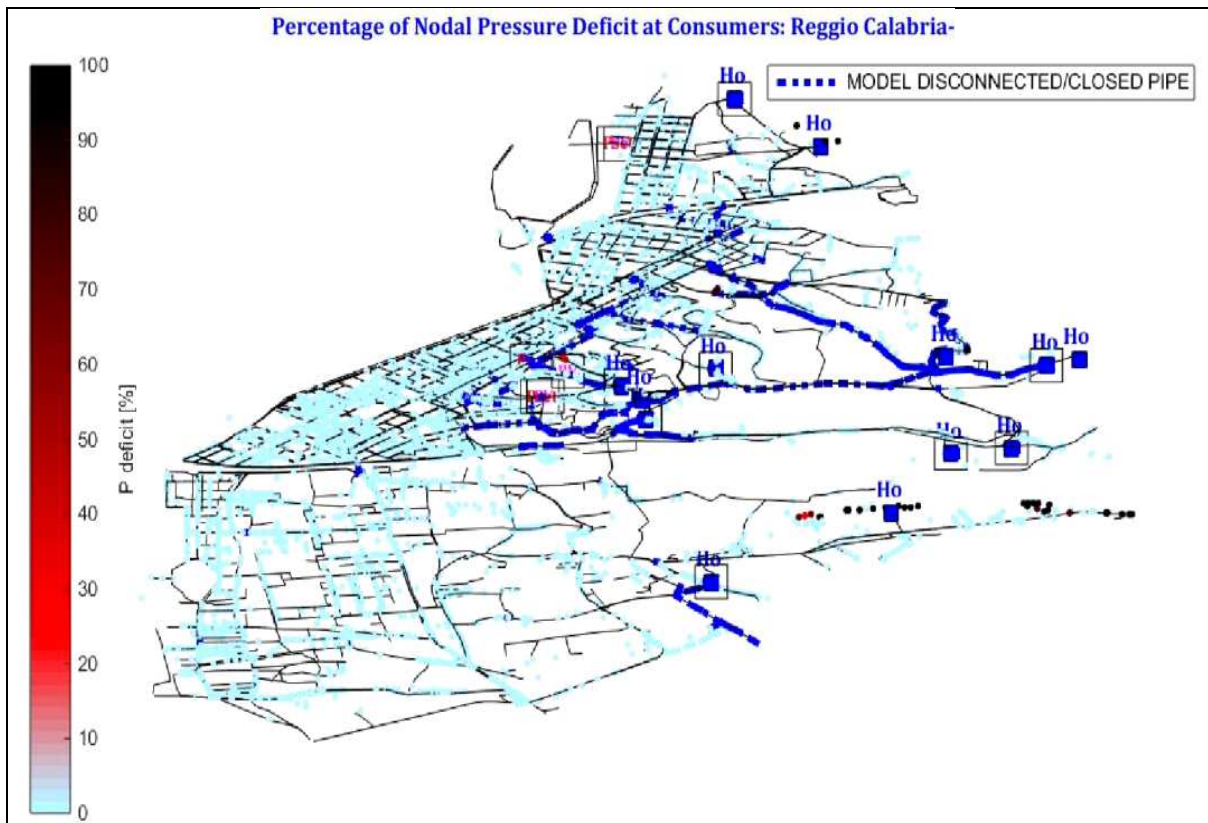 Percentage of Nodal Pressure Deficit at Consumers: Reggio Calabria-
MODEL DISCONNECTED/CLOSED PIPE
Ho
Ho
Ho
Ho
Ho
Ho
Ho
Ho
Ho
Ho
Ho
Ho
P deficit [%]
100
90
80
70
60
50
40
30
20
10
0